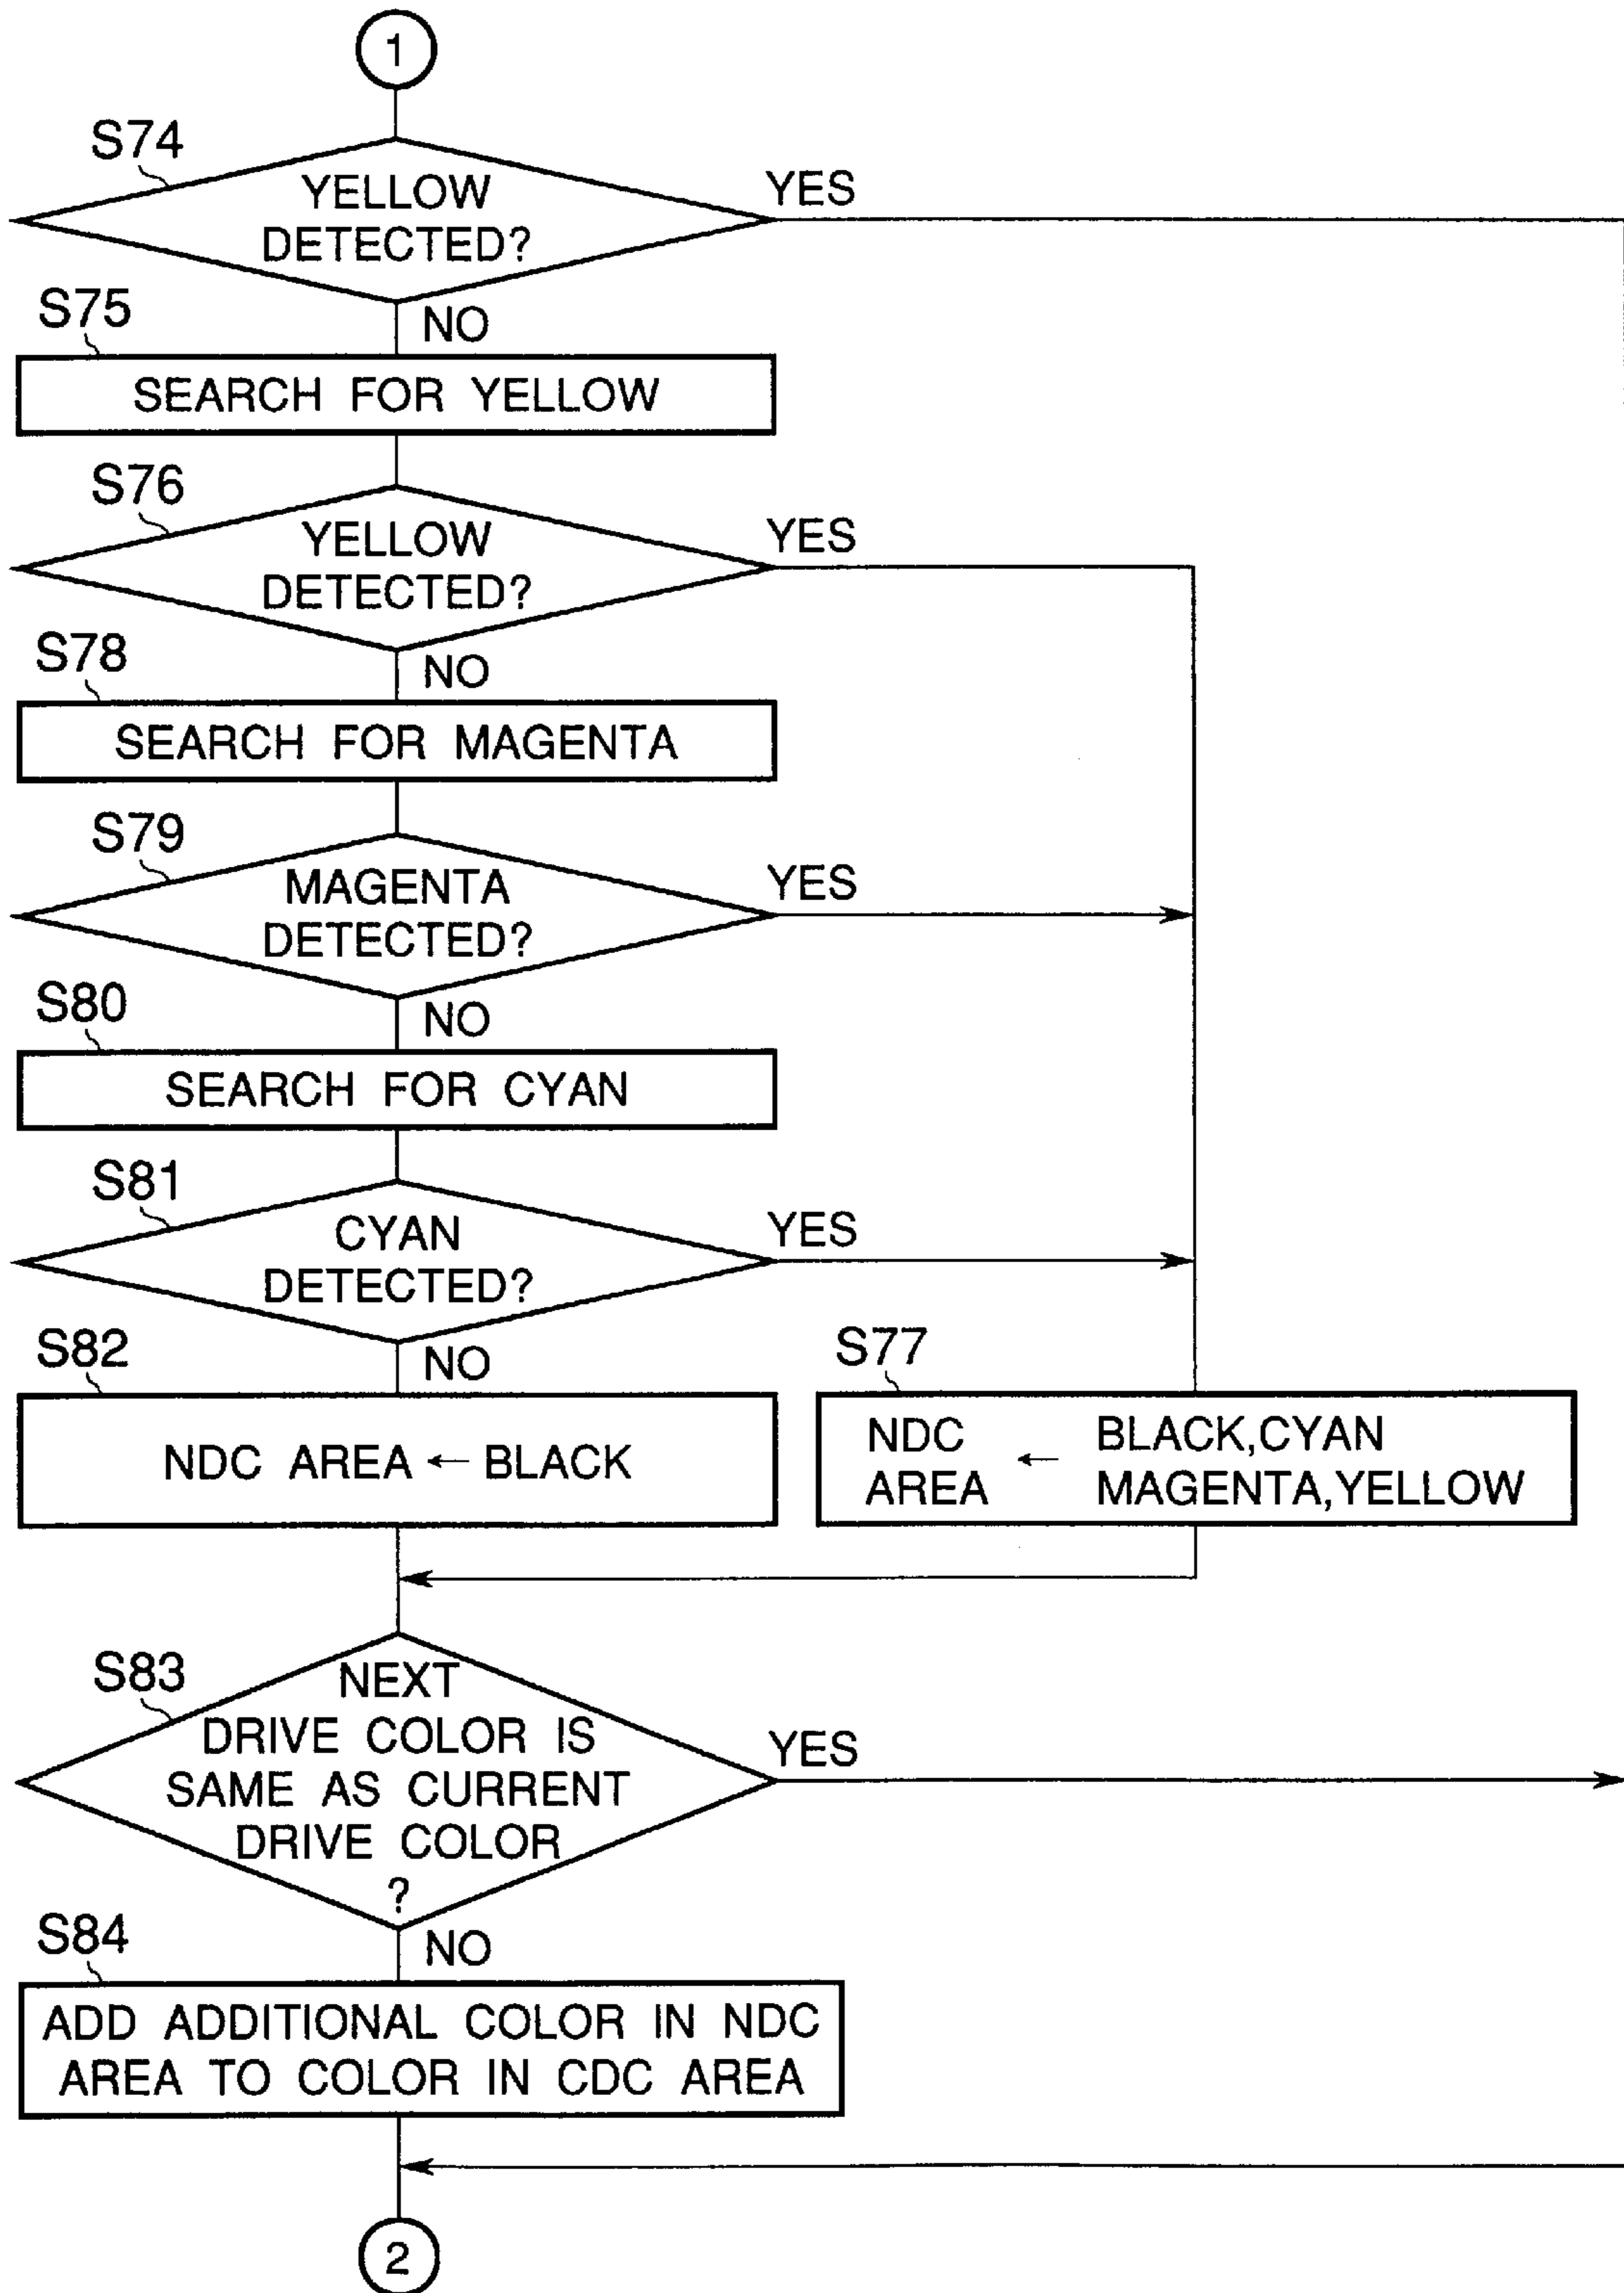 1
S74
YELLOW
DETECTED?
YES
NO
S75
SEARCH FOR YELLOW
S76
YELLOW
DETECTED?
YES
NO
S78
SEARCH FOR MAGENTA
S79
MAGENTA
DETECTED?
YES
NO
S80
SEARCH FOR CYAN
S81
CYAN
DETECTED?
YES
NO
S82
NDC AREA ← BLACK
S77
NDC AREA ← BLACK,CYAN
MAGENTA,YELLOW
S83
NEXT
DRIVE COLOR IS
SAME AS CURRENT
DRIVE COLOR
?
YES
NO
S84
ADD ADDITIONAL COLOR IN NDC
AREA TO COLOR IN CDC AREA
2